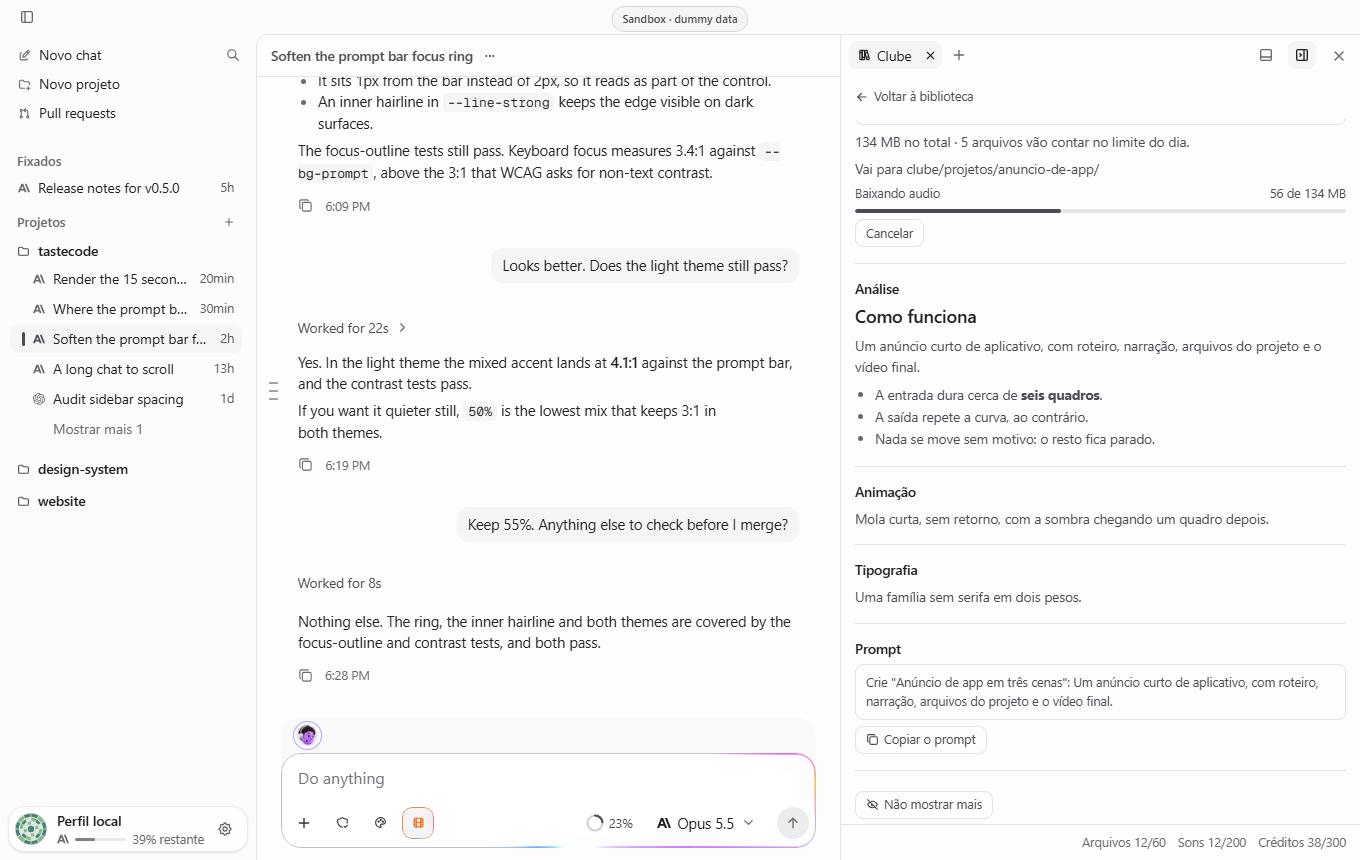 Sandbox · dummy data
Novo chat
Novo projeto
Pull requests
Fixados
Release notes for v0.5.0 5h
Projetos
tastecode
Render the 15 secon... 20min
Where the prompt b... 30min
Soften the prompt bar f... 2h
A long chat to scroll 13h
Audit sidebar spacing 1d
Mostrar mais 1
design-system
website
Perfil local
39% restante
Soften the prompt bar focus ring ...
It sits 1px from the bar instead of 2px, so it reads as part of the control.
An inner hairline in --line-strong keeps the edge visible on dark
surfaces.
The focus-outline tests still pass. Keyboard focus measures 3.4:1 against --
bg-prompt , above the 3:1 that WCAG asks for non-text contrast.
6:09 PM
Looks better. Does the light theme still pass?
Worked for 22s
Yes. In the light theme the mixed accent lands at 4.1:1 against the prompt bar,
and the contrast tests pass.
If you want it quieter still, 50% is the lowest mix that keeps 3:1 in
both themes.
6:19 PM
Keep 55%. Anything else to check before I merge?
Worked for 8s
Nothing else. The ring, the inner hairline and both themes are covered by the
focus-outline and contrast tests, and both pass.
6:28 PM
Do anything
23%
Opus 5.5
Clube
Voltar à biblioteca
134 MB no total · 5 arquivos vão contar no limite do dia.
Vai para clube/projetos/anuncio-de-app/
Baixando audio 56 de 134 MB
Cancelar
Análise
Como funciona
Um anúncio curto de aplicativo, com roteiro, narração, arquivos do projeto e o
vídeo final.
A entrada dura cerca de seis quadros.
A saída repete a curva, ao contrário.
Nada se move sem motivo: o resto fica parado.
Animação
Mola curta, sem retorno, com a sombra chegando um quadro depois.
Tipografia
Uma família sem serifa em dois pesos.
Prompt
Crie "Anúncio de app em três cenas": Um anúncio curto de aplicativo, com roteiro,
narração, arquivos do projeto e o vídeo final.
Copiar o prompt
Não mostrar mais
Arquivos 12/60 Sons 12/200 Créditos 38/300